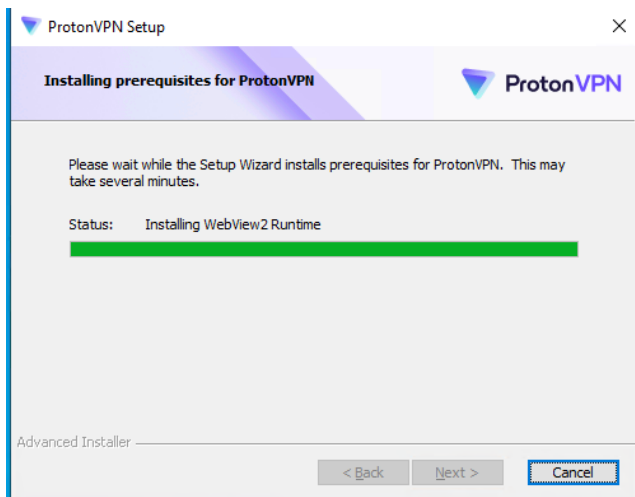 ProtonVPN Setup
Installing prerequisites for ProtonVPN
ProtonVPN
Please wait while the Setup Wizard installs prerequisites for ProtonVPN. This may
take several minutes.
Status: Installing WebView2 Runtime
Advanced Installer
< Back Next > Cancel